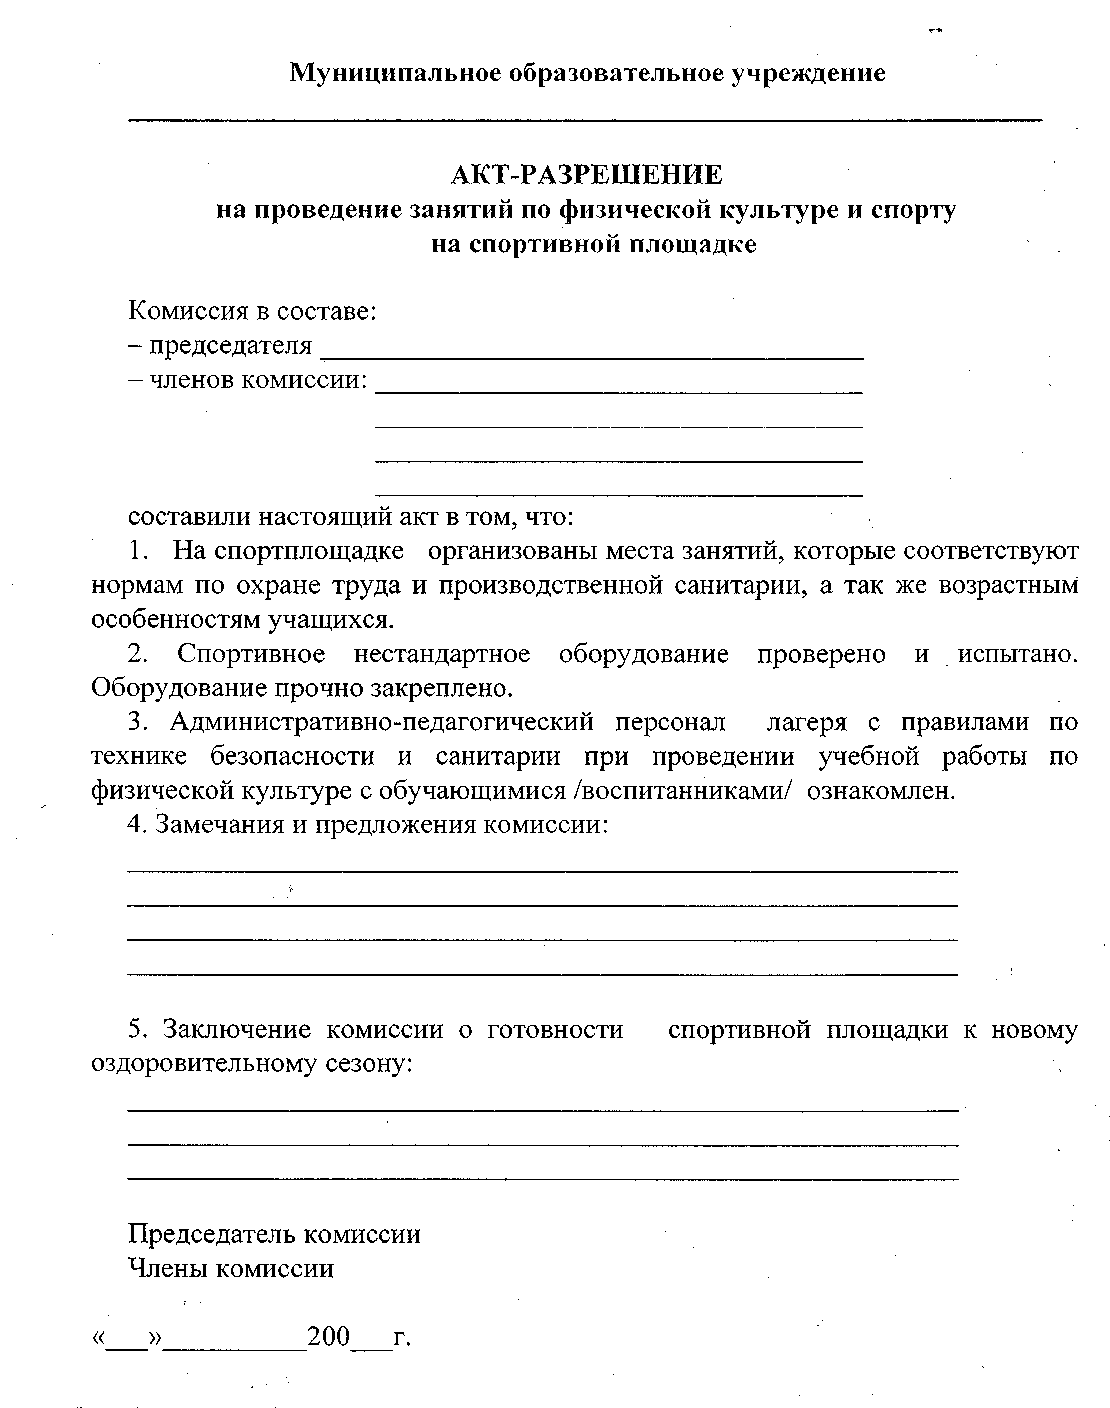 Муниципальное образовательное учреждение
АКТ-РАЗРЕШЕНИЕ
на проведение занятий по физической культуре и спорту
на спортивной площадке
Комиссия в составе:
– председателя ___
– членов комиссии: ___
составили настоящий акт в том, что:
1. На спортплощадке организованы места занятий, которые соответствуют
нормам по охране труда и производственной санитарии, а так же возрастным
особенностям учащихся.
2. Спортивное нестандартное оборудование проверено и испытано.
Оборудование прочно закреплено.
3. Административно-педагогический персонал лагеря с правилами по
технике безопасности и санитарии при проведении учебной работы по
физической культуре с обучающимися /воспитанниками/ ознакомлен.
4. Замечания и предложения комиссии:
5. Заключение комиссии о готовности спортивной площадки к новому
оздоровительному сезону:
Председатель комиссии
Члены комиссии
«___»__________200___г.